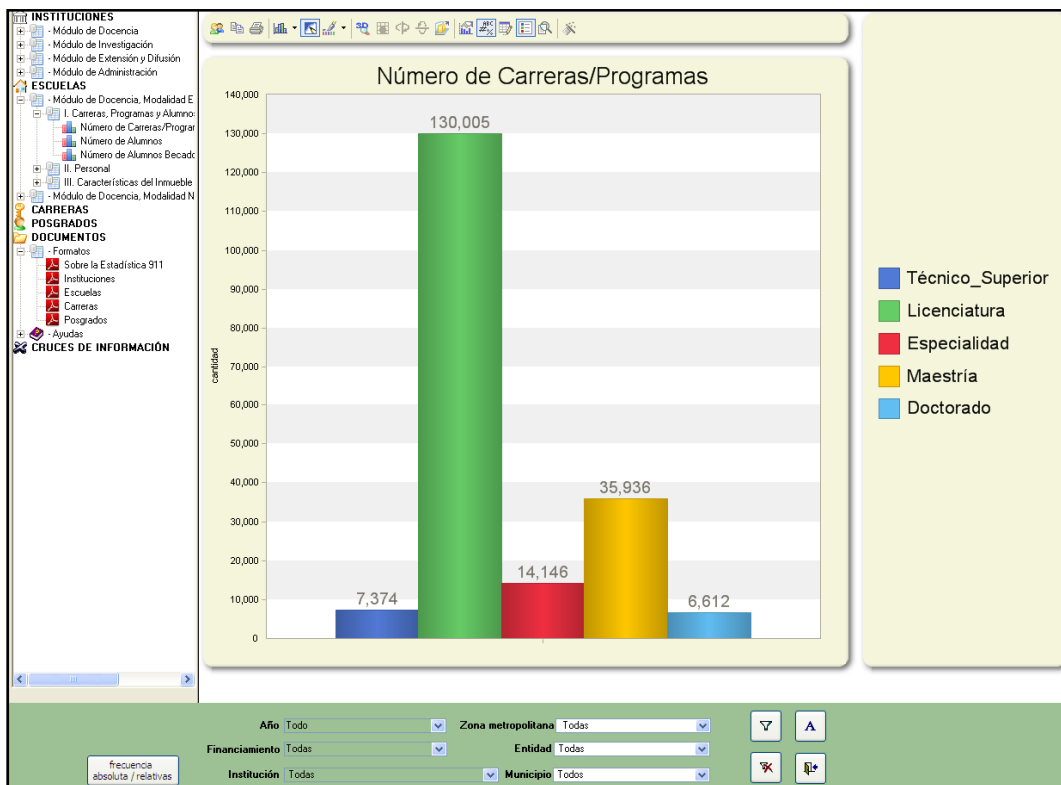 INSTITUCIONES
- Módulo de Docencia
- Módulo de Investigación
- Módulo de Extensión y Difusión
- Módulo de Administración
ESCUELAS
- Módulo de Docencia, Modalidad E
I. Carreras, Programas y Alumno
Número de Carreras/Program
Número de Alumnos
Número de Alumnos Becado
II. Personal
III. Características del Inmueble
- Módulo de Docencia, Modalidad N
CARRERAS
POSGRADOS
DOCUMENTOS
- Formatos
Sobre la Estadística 911
Instituciones
Escuelas
Carreras
Posgrados
- Ayudas
CRUCES DE INFORMACIÓN
3D
ABC
Número de Carreras/Programas
cantidad
140,000
130,000
120,000
110,000
100,000
90,000
80,000
70,000
60,000
50,000
40,000
30,000
20,000
10,000
0
7,374
130,005
14,146
35,936
6,612
Técnico_Superior
Licenciatura
Especialidad
Maestría
Doctorado
Año Todo
Zona metropolitana Todas
Financiamiento Todas
Entidad Todas
Institución Todas
Municipio Todos
frecuencia
absoluta / relativas
A